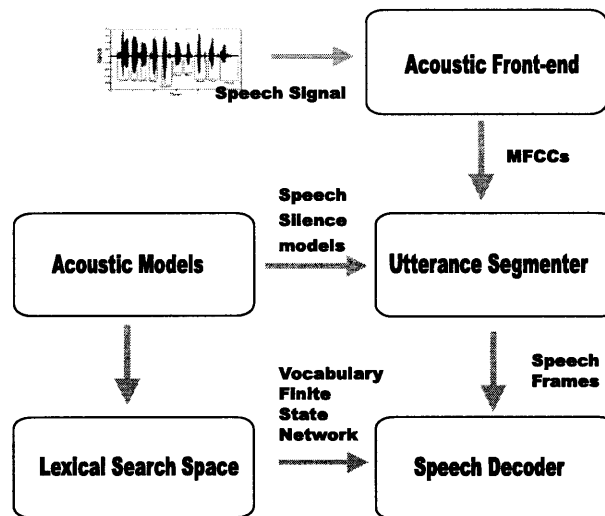 Acoustic Front-end
Speech Signal
MFCCs
Speech
Silence
models
Acoustic Models
Utterance Segmenter
Vocabulary
Finite
State
Network
Speech
Frames
Lexical Search Space
Speech Decoder